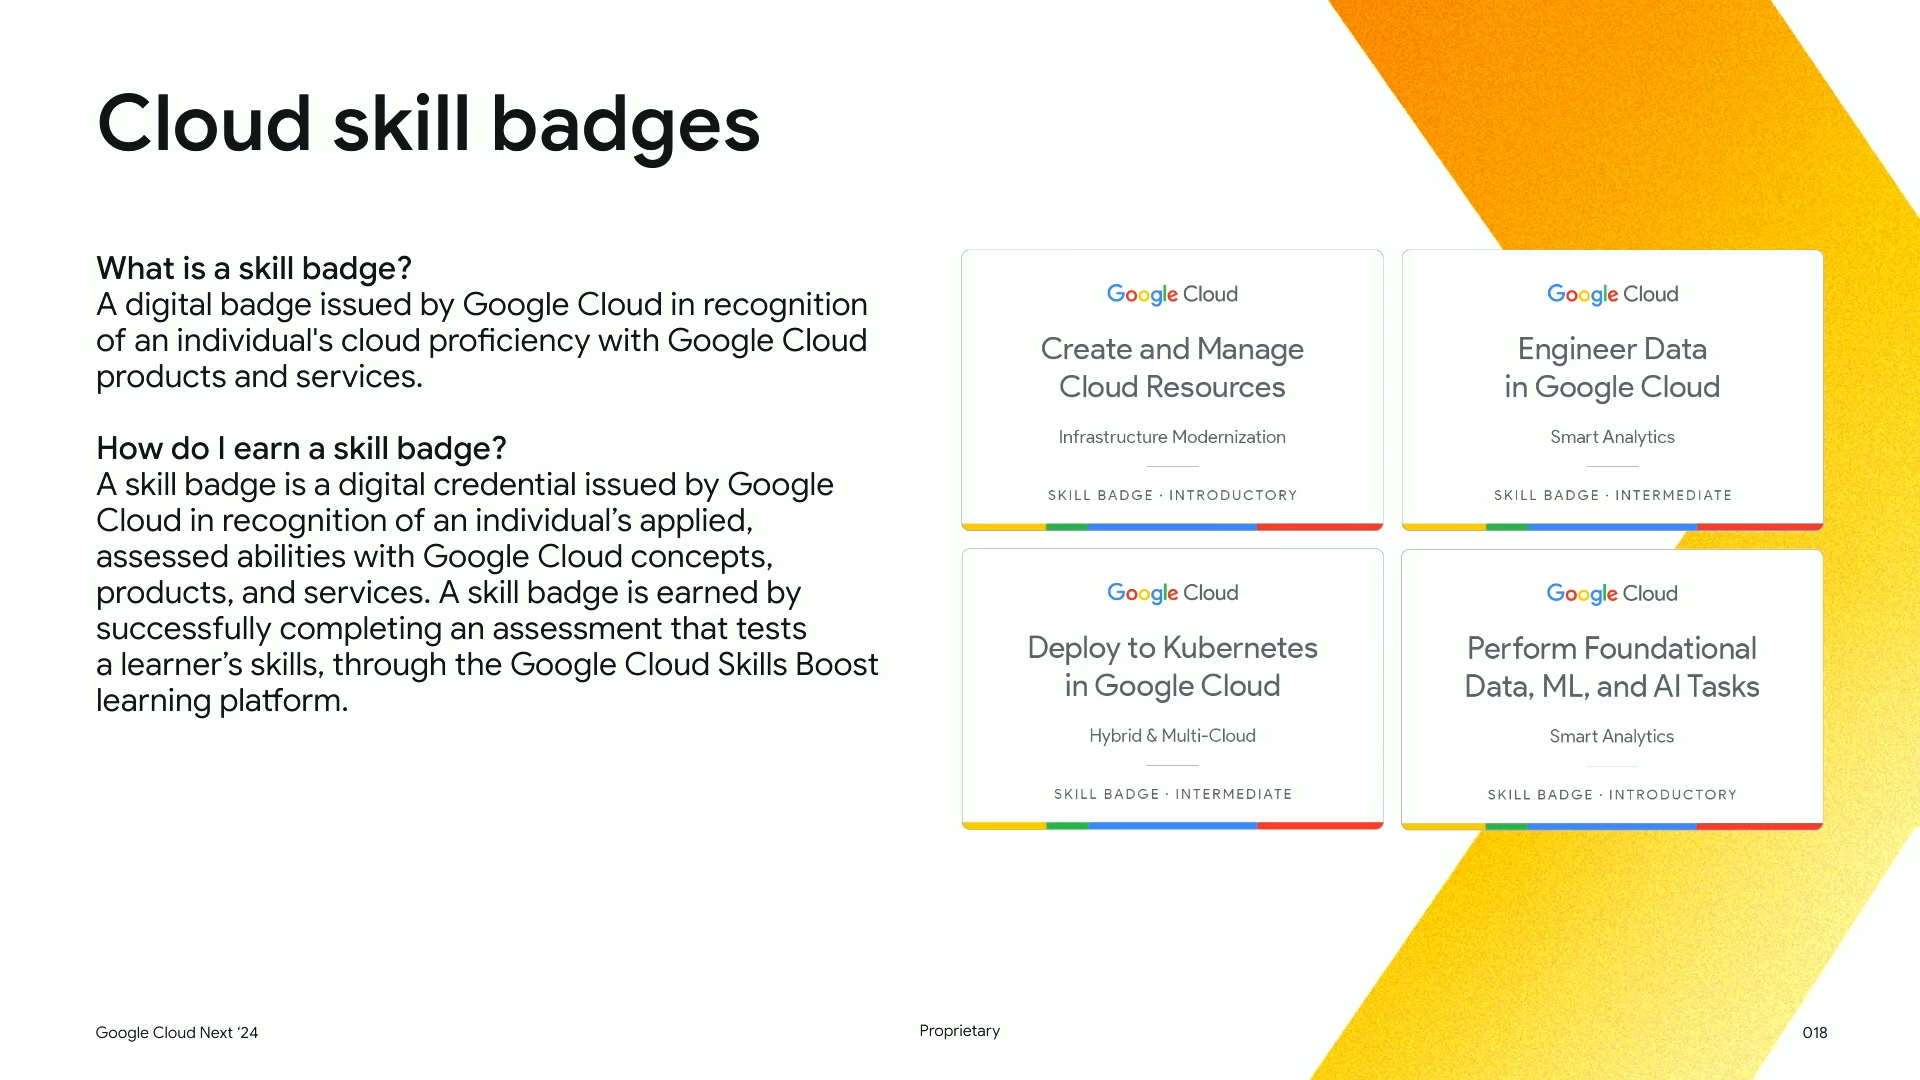 Cloud skill badges
What is a skill badge?
A digital badge issued by Google Cloud in recognition
of an individual's cloud proficiency with Google Cloud
products and services.
How do I earn a skill badge?
A skill badge is a digital credential issued by Google
Cloud in recognition of an individual’s applied,
assessed abilities with Google Cloud concepts,
products, and services. A skill badge is earned by
successfully completing an assessment that tests
a learner’s skills, through the Google Cloud Skills Boost
learning platform.
Google Cloud
Create and Manage
Cloud Resources
Infrastructure Modernization
SKILL BADGE · INTRODUCTORY
Google Cloud
Engineer Data
in Google Cloud
Smart Analytics
SKILL BADGE · INTERMEDIATE
Google Cloud
Deploy to Kubernetes
in Google Cloud
Hybrid & Multi-Cloud
SKILL BADGE · INTERMEDIATE
Google Cloud
Perform Foundational
Data, ML, and AI Tasks
Smart Analytics
SKILL BADGE · INTRODUCTORY
Google Cloud Next ‘24
Proprietary
018